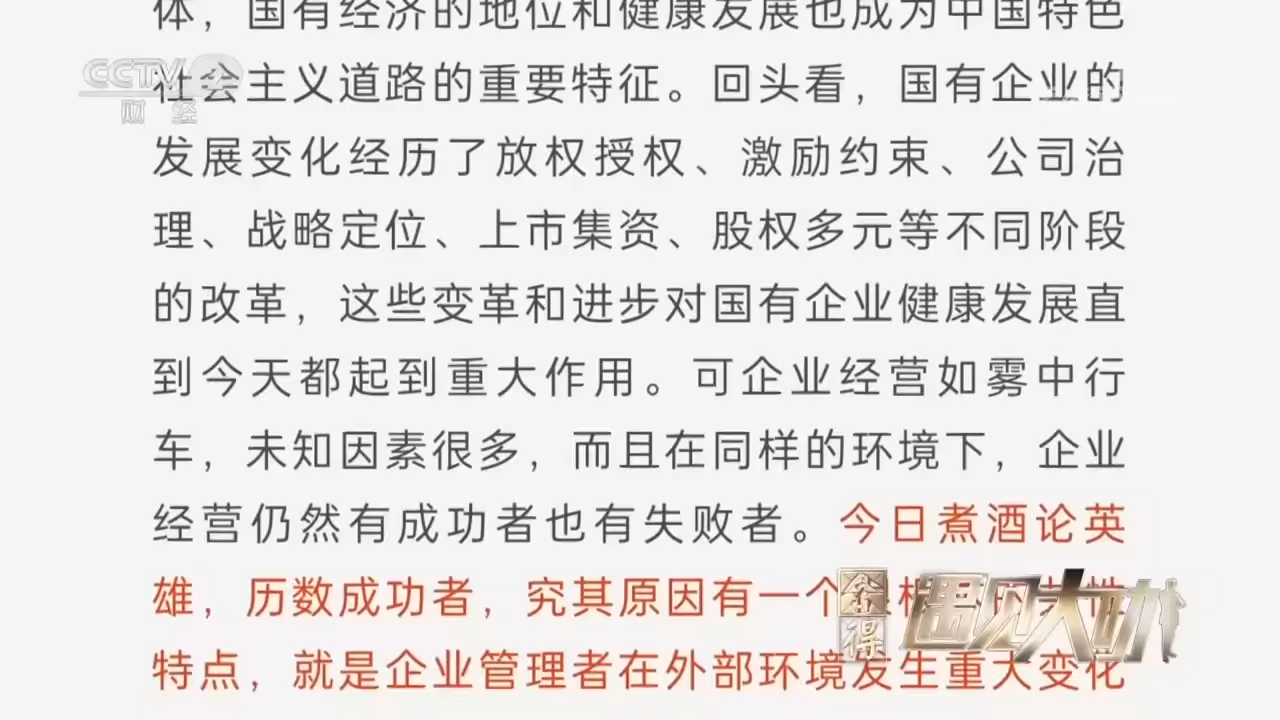 体，国有经济的地位和健康发展也成为中国特色
CCTV 2
财经
社会主义道路的重要特征。回头看，国有企业的
发展变化经历了放权授权、激励约束、公司治
理、战略定位、上市集资、股权多元等不同阶段
的改革，这些变革和进步对国有企业健康发展直
到今天都起到重大作用。可企业经营如雾中行
车，未知因素很多，而且在同样的环境下，企业
经营仍然有成功者也有失败者。今日煮酒论英
雄，历数成功者，究其原因有一个
特点，就是企业管理者在外部环境发生重大变化
遇见大咖